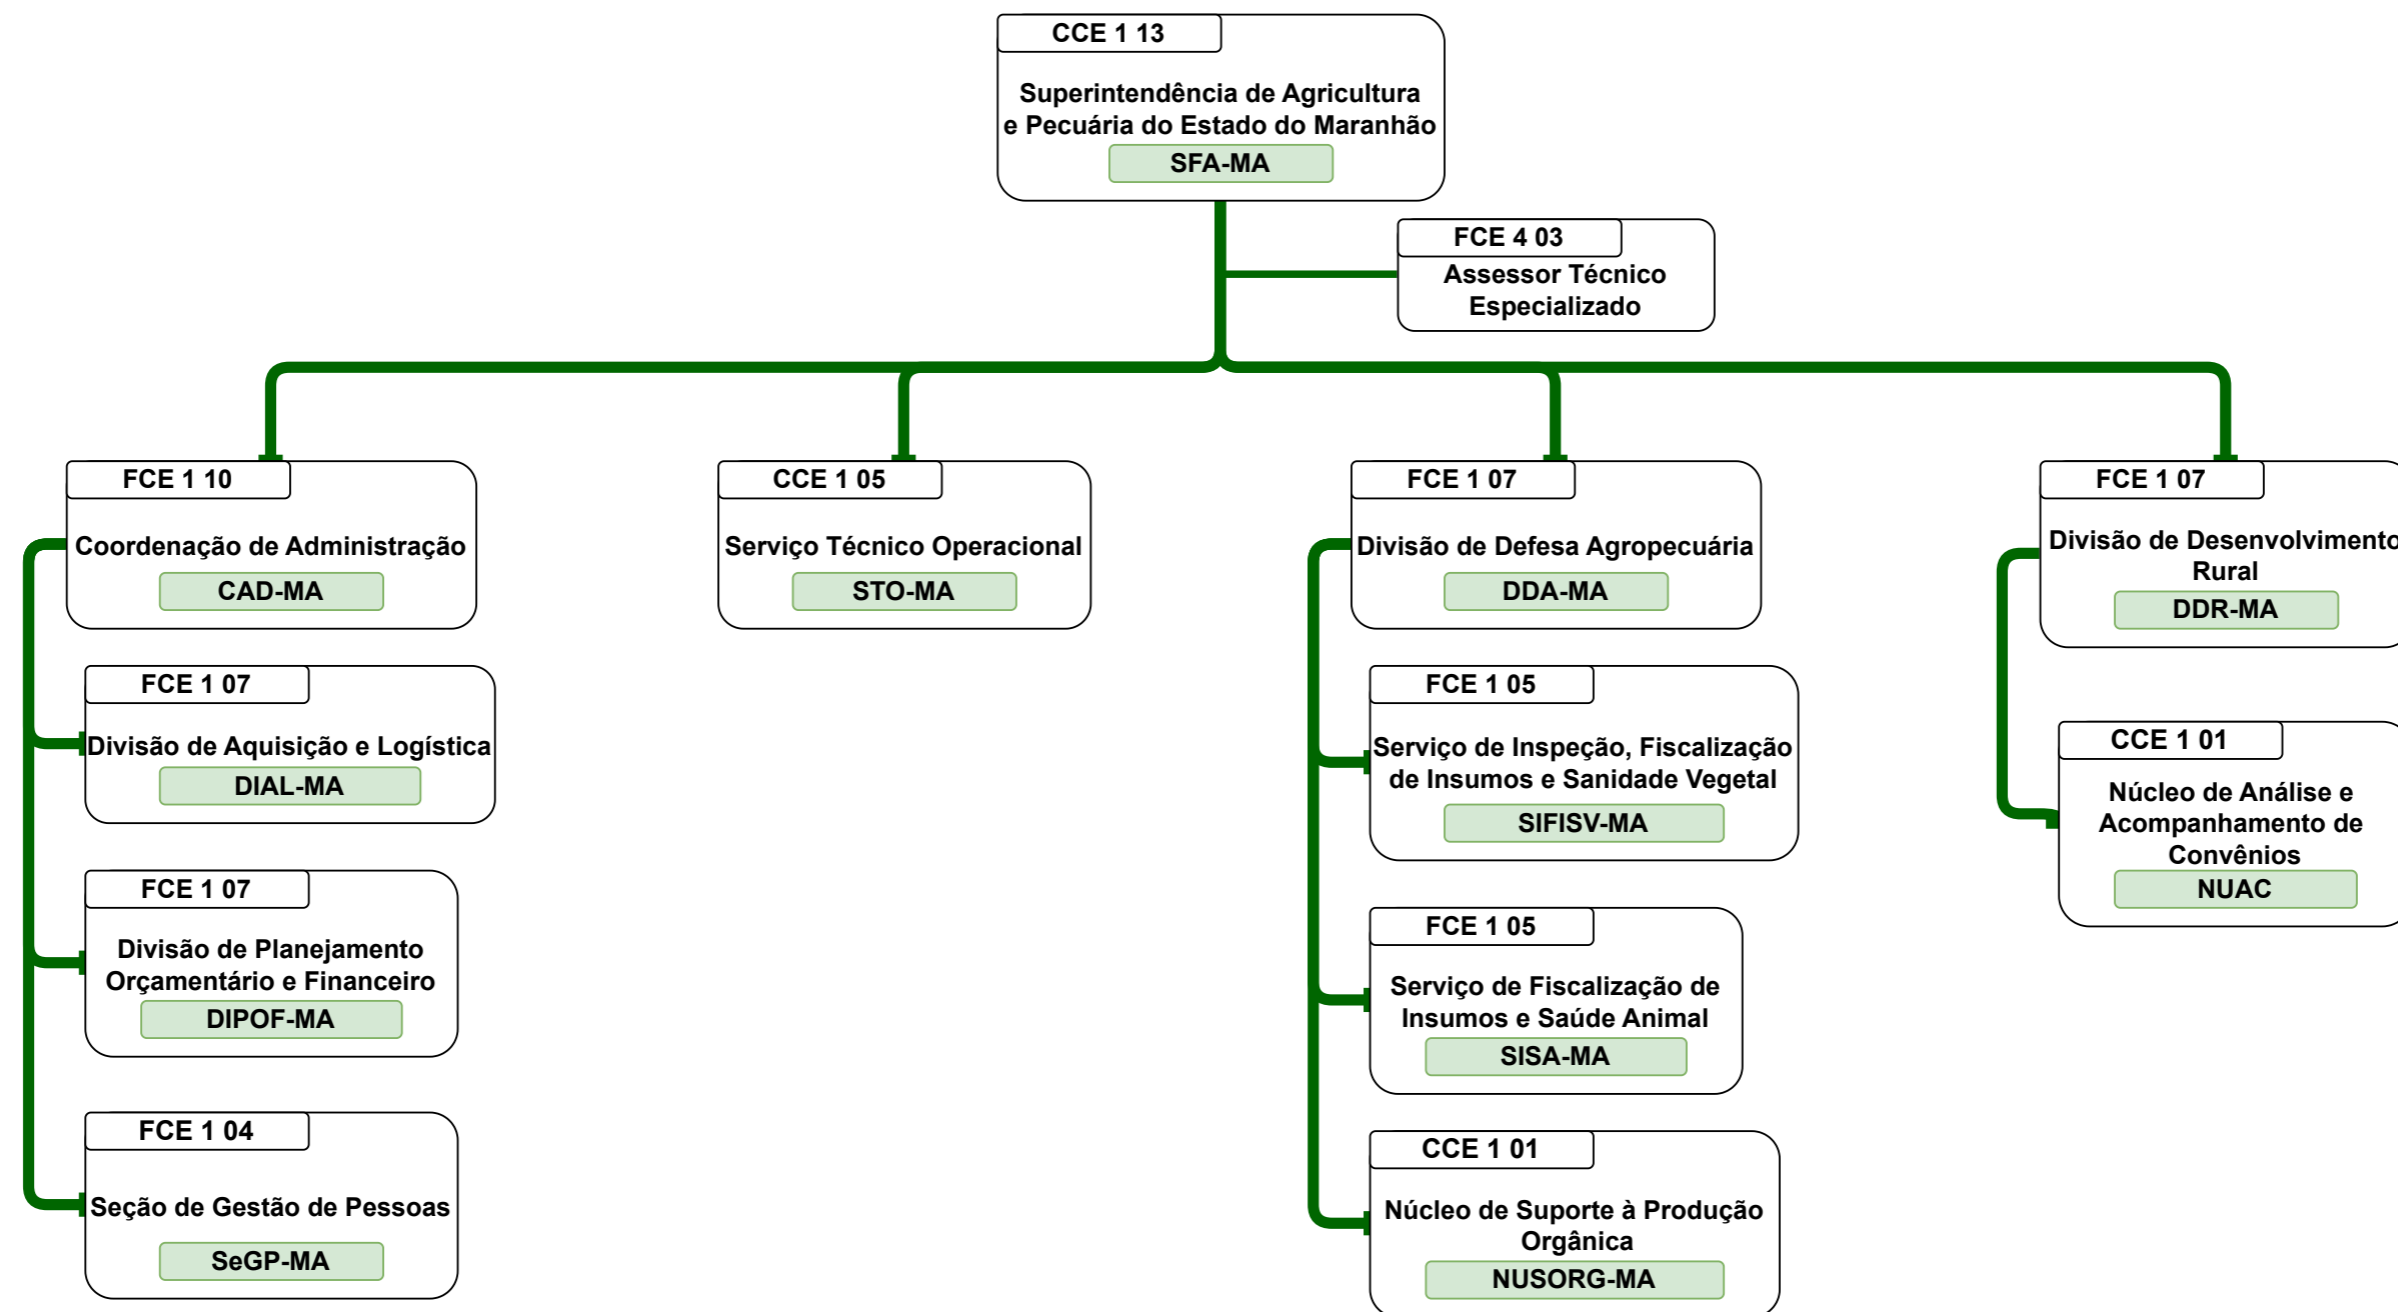 CCE 1 13
Superintendência de Agricultura
e Pecuária do Estado do Maranhão
SFA-MA
FCE 4 03
Assessor Técnico
Especializado
FCE 1 10
Coordenação de Administração
CAD-MA
FCE 1 07
Divisão de Aquisição e Logística
DIAL-MA
FCE 1 07
Divisão de Planejamento
Orçamentário e Financeiro
DIPOF-MA
FCE 1 04
Seção de Gestão de Pessoas
SeGP-MA
CCE 1 05
Serviço Técnico Operacional
STO-MA
FCE 1 07
Divisão de Defesa Agropecuária
DDA-MA
FCE 1 05
Serviço de Inspeção, Fiscalização
de Insumos e Sanidade Vegetal
SIFISV-MA
FCE 1 05
Serviço de Fiscalização de
Insumos e Saúde Animal
SISA-MA
CCE 1 01
Núcleo de Suporte à Produção
Orgânica
NUSORG-MA
FCE 1 07
Divisão de Desenvolvimento
Rural
DDR-MA
CCE 1 01
Núcleo de Análise e
Acompanhamento de
Convênios
NUAC